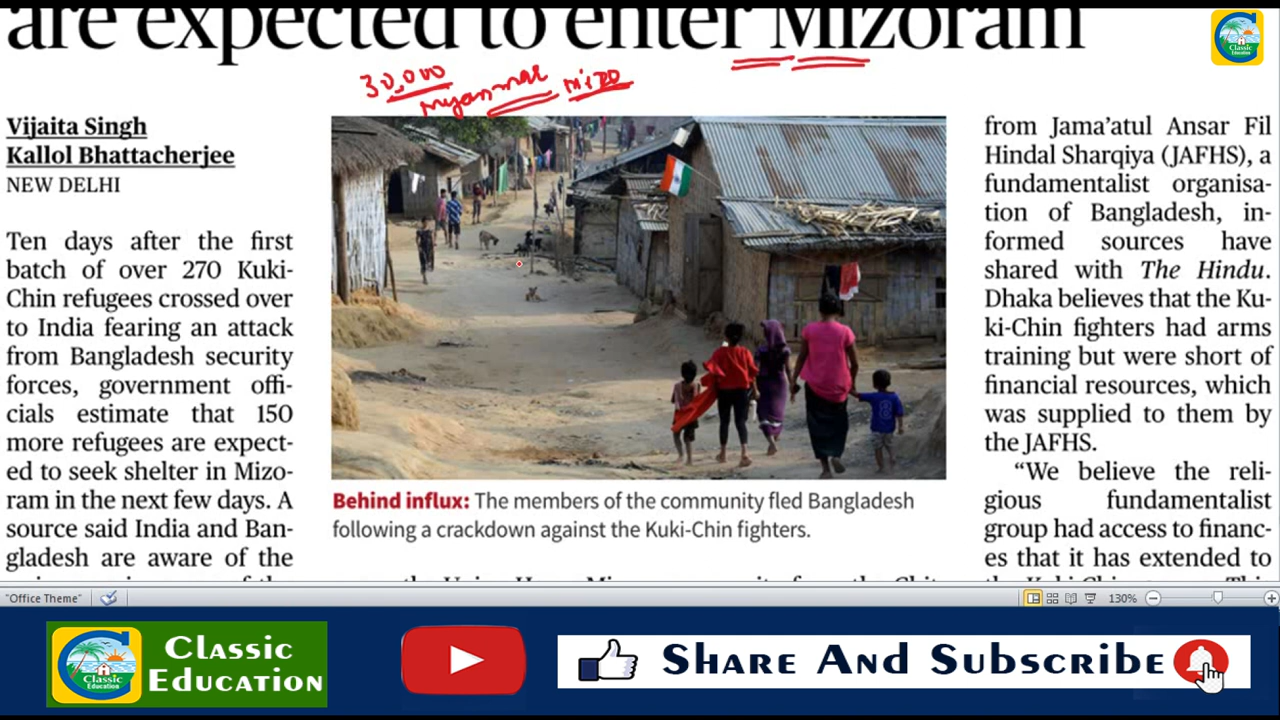 are expected to enter Mizoram
30,000 Myanmar Mizo
Vijaita Singh
Kallol Bhattacherjee
NEW DELHI
Ten days after the first
batch of over 270 Kuki-
Chin refugees crossed over
to India fearing an attack
from Bangladesh security
forces, government offi-
cials estimate that 150
more refugees are expect-
ed to seek shelter in Mizo-
ram in the next few days. A
source said India and Ban-
gladesh are aware of the
Behind influx: The members of the community fled Bangladesh
following a crackdown against the Kuki-Chin fighters.
from Jama’atul Ansar Fil
Hindal Sharqiya (JAFHS), a
fundamentalist organisa-
tion of Bangladesh, in-
formed sources have
shared with The Hindu.
Dhaka believes that the Ku-
ki-Chin fighters had arms
training but were short of
financial resources, which
was supplied to them by
the JAFHS.
“We believe the reli-
gious fundamentalist
group had access to financ-
es that it has extended to
"Office Theme"
130%
Classic
Education
Classic
Education
Share And Subscribe
Classic
Education